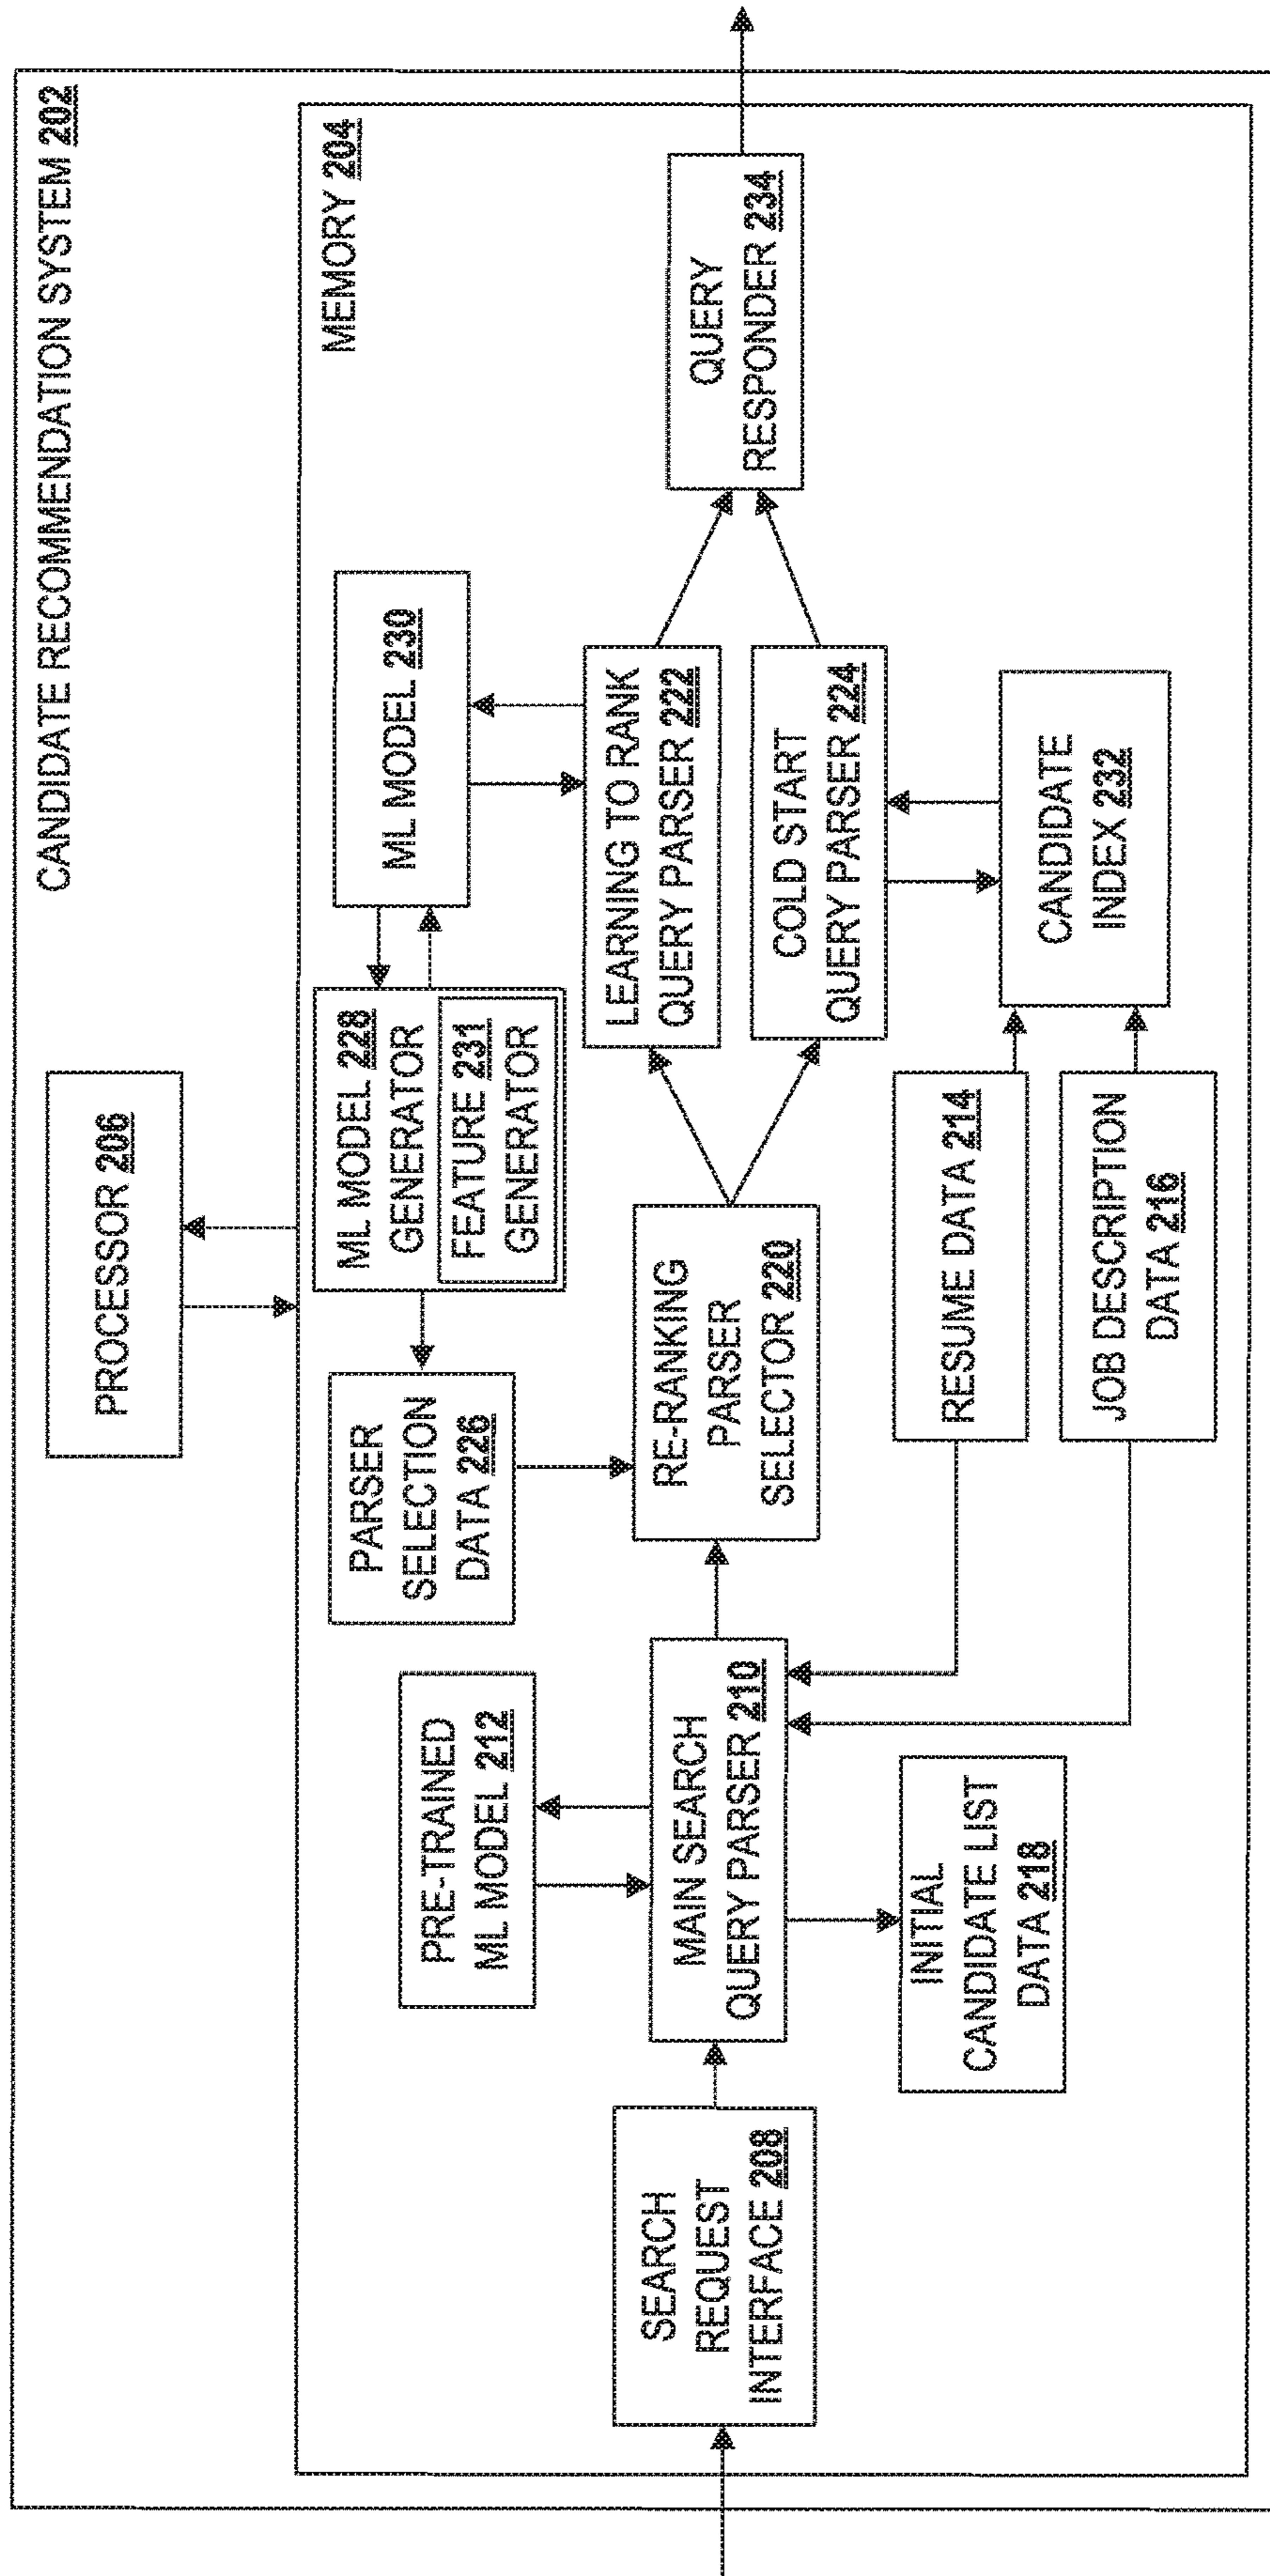 CANDIDATE RECOMMENDATION SYSTEM 202
PROCESSOR 206
MEMORY 204
PRE-TRAINED
ML MODEL 212
PARSER
SELECTION
DATA 226
ML MODEL 228
GENERATOR
FEATURE 231
GENERATOR
ML MODEL 230
SEARCH
REQUEST
INTERFACE 208
MAIN SEARCH
QUERY PARSER 210
RE-RANKING
PARSER
SELECTOR 220
LEARNING TO RANK
QUERY PARSER 222
COLD START
QUERY PARSER 224
QUERY
RESPONDER 234
INITIAL
CANDIDATE LIST
DATA 218
RESUME DATA 214
JOB DESCRIPTION
DATA 216
CANDIDATE
INDEX 232